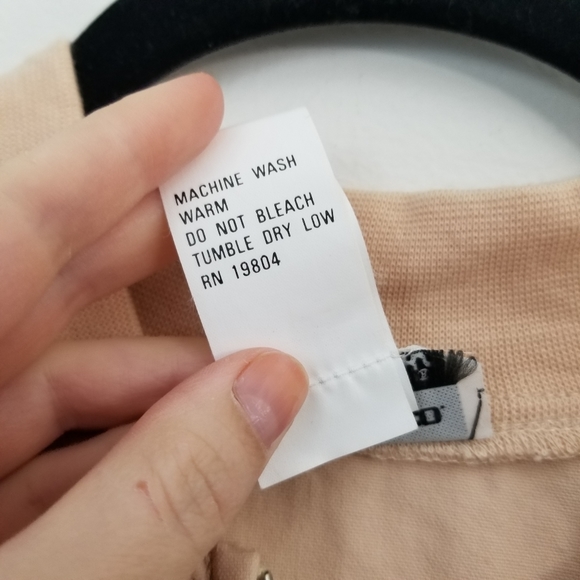 MACHINE WASH
WARM
DO NOT BLEACH
TUMBLE DRY LOW
RN 19804